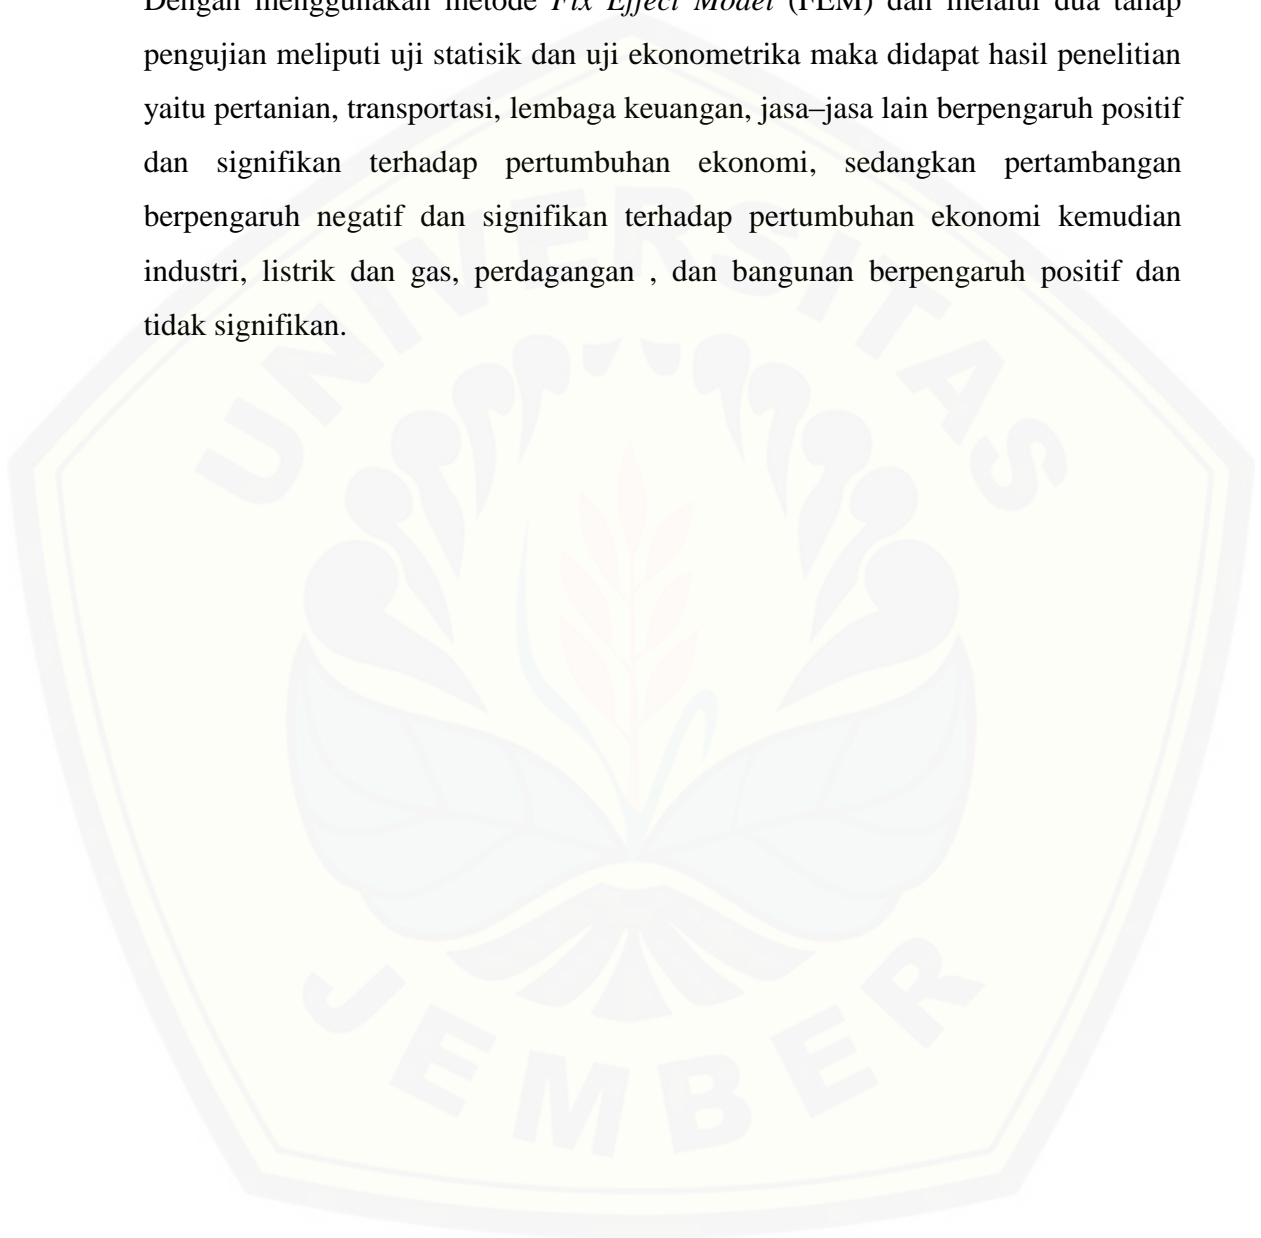 Dengan menggunakan metode Fix Effect Model (FEM) dan melalui dua tahap
pengujian meliputi uji statisik dan uji ekonometrika maka didapat hasil penelitian
yaitu pertanian, transportasi, lembaga keuangan, jasa–jasa lain berpengaruh positif
dan signifikan terhadap pertumbuhan ekonomi, sedangkan pertambangan
berpengaruh negatif dan signifikan terhadap pertumbuhan ekonomi kemudian
industri, listrik dan gas, perdagangan , dan bangunan berpengaruh positif dan
tidak signifikan.
UNIVERSITAS
JEMBER